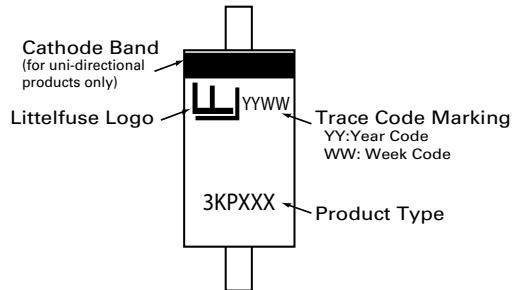 Cathode Band
(for uni-directional
products only)
Littelfuse Logo
YYWW
Trace Code Marking
YY:Year Code
WW: Week Code
3KPXXX
Product Type